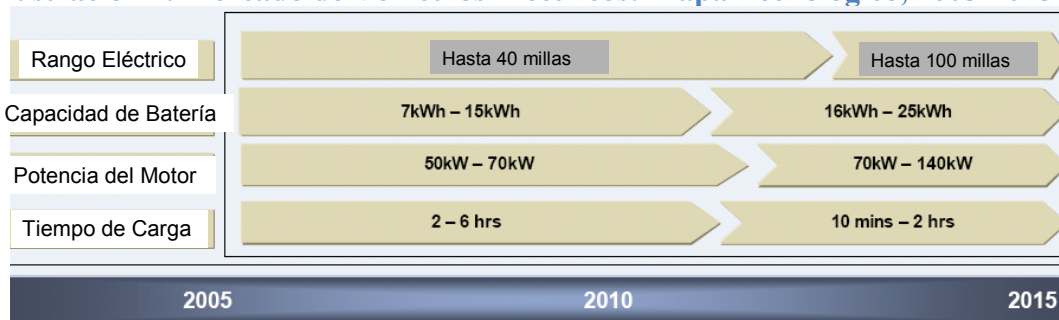 Rango Eléctrico
Hasta 40 millas
Hasta 100 millas
Capacidad de Batería
7kWh – 15kWh
16kWh – 25kWh
Potencia del Motor
50kW – 70kW
70kW – 140kW
Tiempo de Carga
2 – 6 hrs
10 mins – 2 hrs
2005
2010
2015